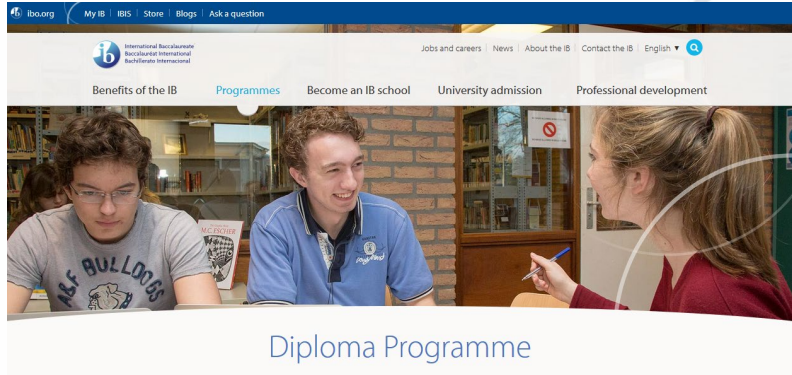 ibo.org My IB IBIS Store Blogs Ask a question
International Baccalaureate
Baccalauréat International
Bachillerato Internacional
Jobs and careers News About the IB Contact the IB English
Benefits of the IB Programmes Become an IB school University admission Professional development
M.C. ESCHER
A&F BULLDOGS
Diploma Programme